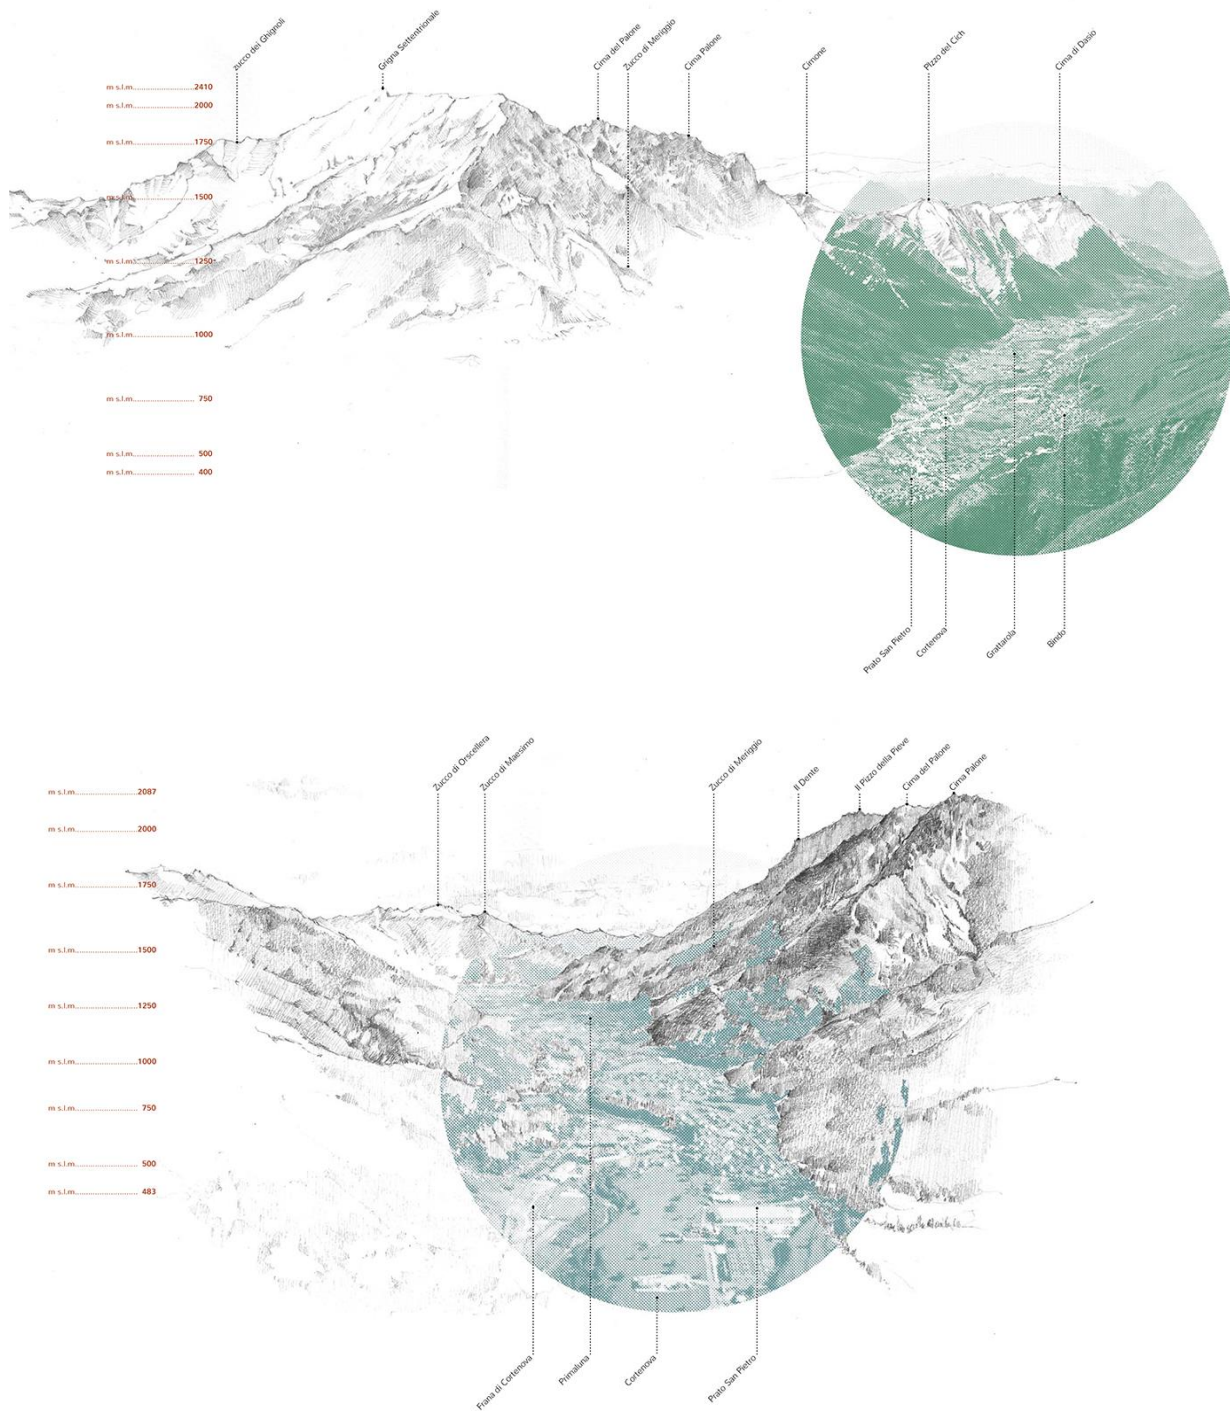 zucco dei Ghignoli
Grigna Settentrionale
Cima del Palone
Zucco di Meriggio
Cima Palone
Cimone
Pizzo del Cich
Cima di Dasio
m s.l.m............................2410
m s.l.m............................2000
m s.l.m............................1750
m s.l.m............................1500
m s.l.m............................1250
m s.l.m............................1000
m s.l.m............................ 750
m s.l.m............................ 500
m s.l.m............................ 400
Prato San Pietro
Cortenova
Grattarola
Bindo
Zucco di Orscellera
Zucco di Maesimo
Zucco di Meriggio
Il Dente
Il Pizzo della Pieve
Cima del Palone
Cima Palone
m s.l.m............................2087
m s.l.m............................2000
m s.l.m............................1750
m s.l.m............................1500
m s.l.m............................1250
m s.l.m............................1000
m s.l.m............................ 750
m s.l.m............................ 500
m s.l.m............................ 483
Frana di Cortenova
Primaluna
Cortenova
Prato San Pietro